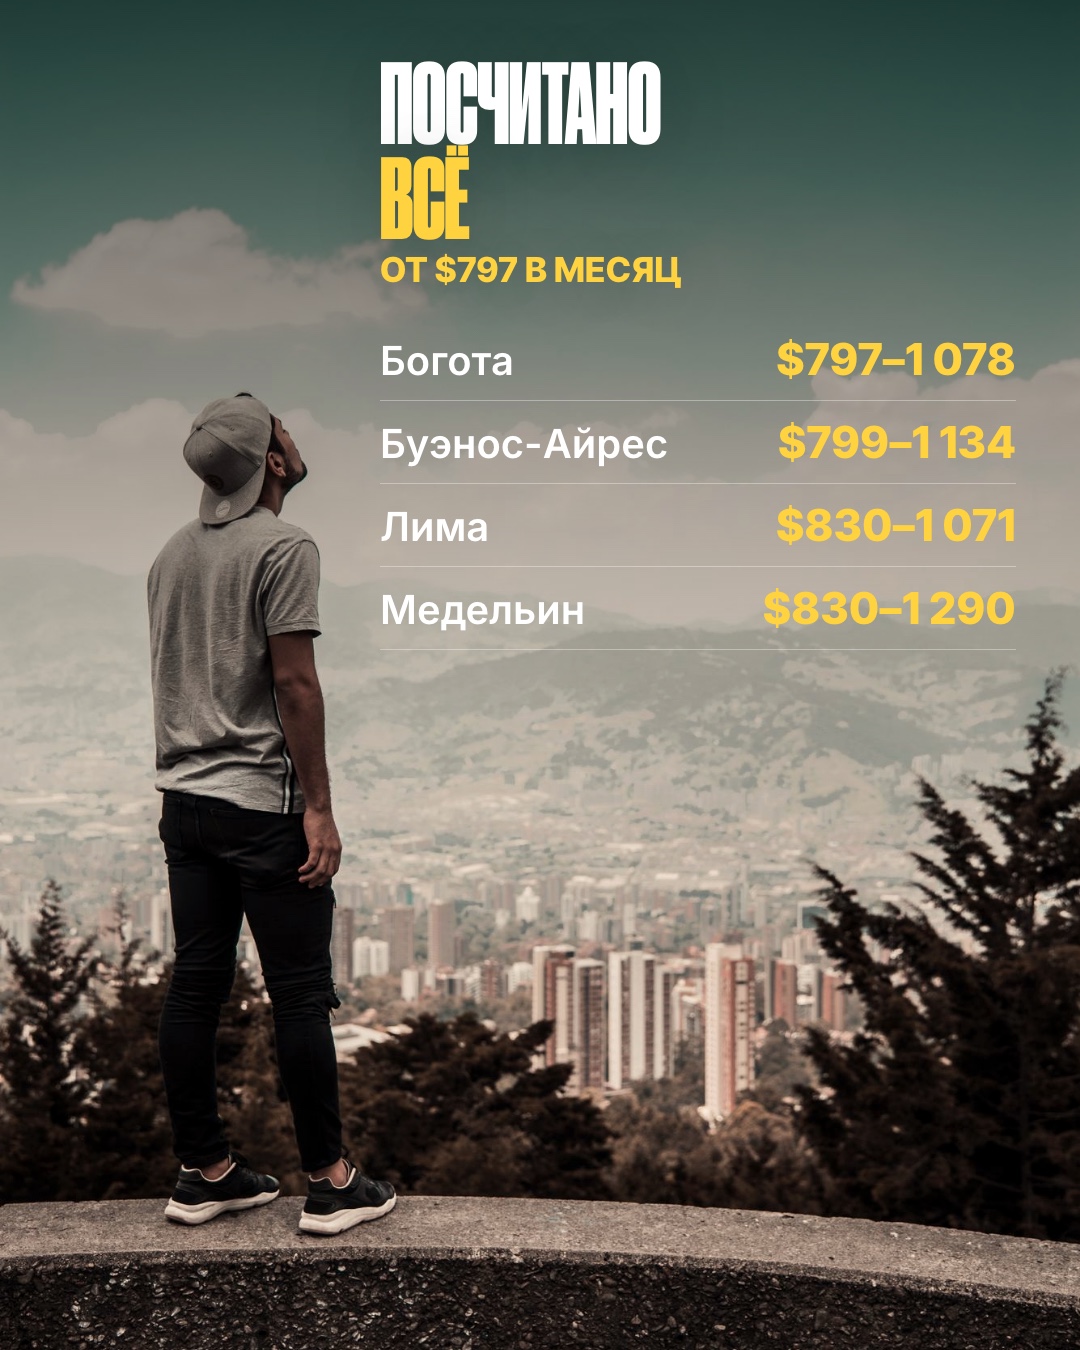 ПОСЧИТАНО
ВСЁ
ОТ $797 В МЕСЯЦ
Богота $797–1 078
Буэнос-Айрес $799–1 134
Лима $830–1 071
Медельин $830–1 290